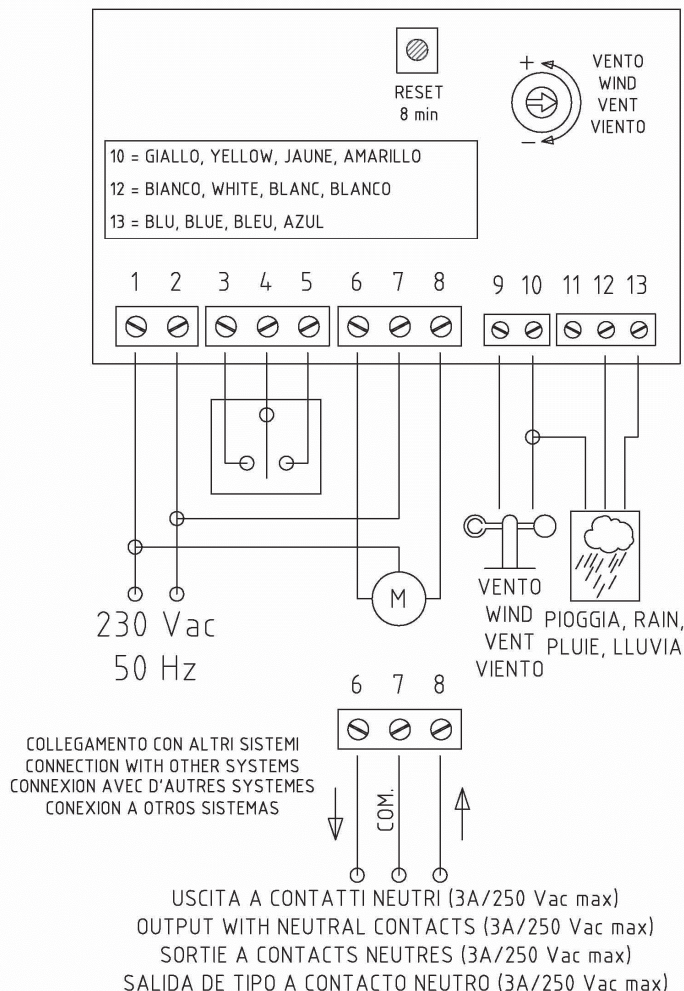 +
VENTO
WIND
VENT
VIENTO
−
RESET
8 min
10 = GIALLO, YELLOW, JAUNE, AMARILLO
12 = BIANCO, WHITE, BLANC, BLANCO
13 = BLU, BLUE, BLEU, AZUL
1 2 3 4 5 6 7 8 9 10 11 12 13
M
230 Vac
50 Hz
VENTO
WIND
VENT
VIENTO
PIOGGIA, RAIN,
PLUIE, LLUVIA
6 7 8
COLLEGAMENTO CON ALTRI SISTEMI
CONNECTION WITH OTHER SYSTEMS
CONNEXION AVEC D'AUTRES SYSTEMES
CONEXION A OTROS SISTEMAS
COM.
USCITA A CONTATTI NEUTRI (3A/250 Vac max)
OUTPUT WITH NEUTRAL CONTACTS (3A/250 Vac max)
SORTIE A CONTACTS NEUTRES (3A/250 Vac max)
SALIDA DE TIPO A CONTACTO NEUTRO (3A/250 Vac max)